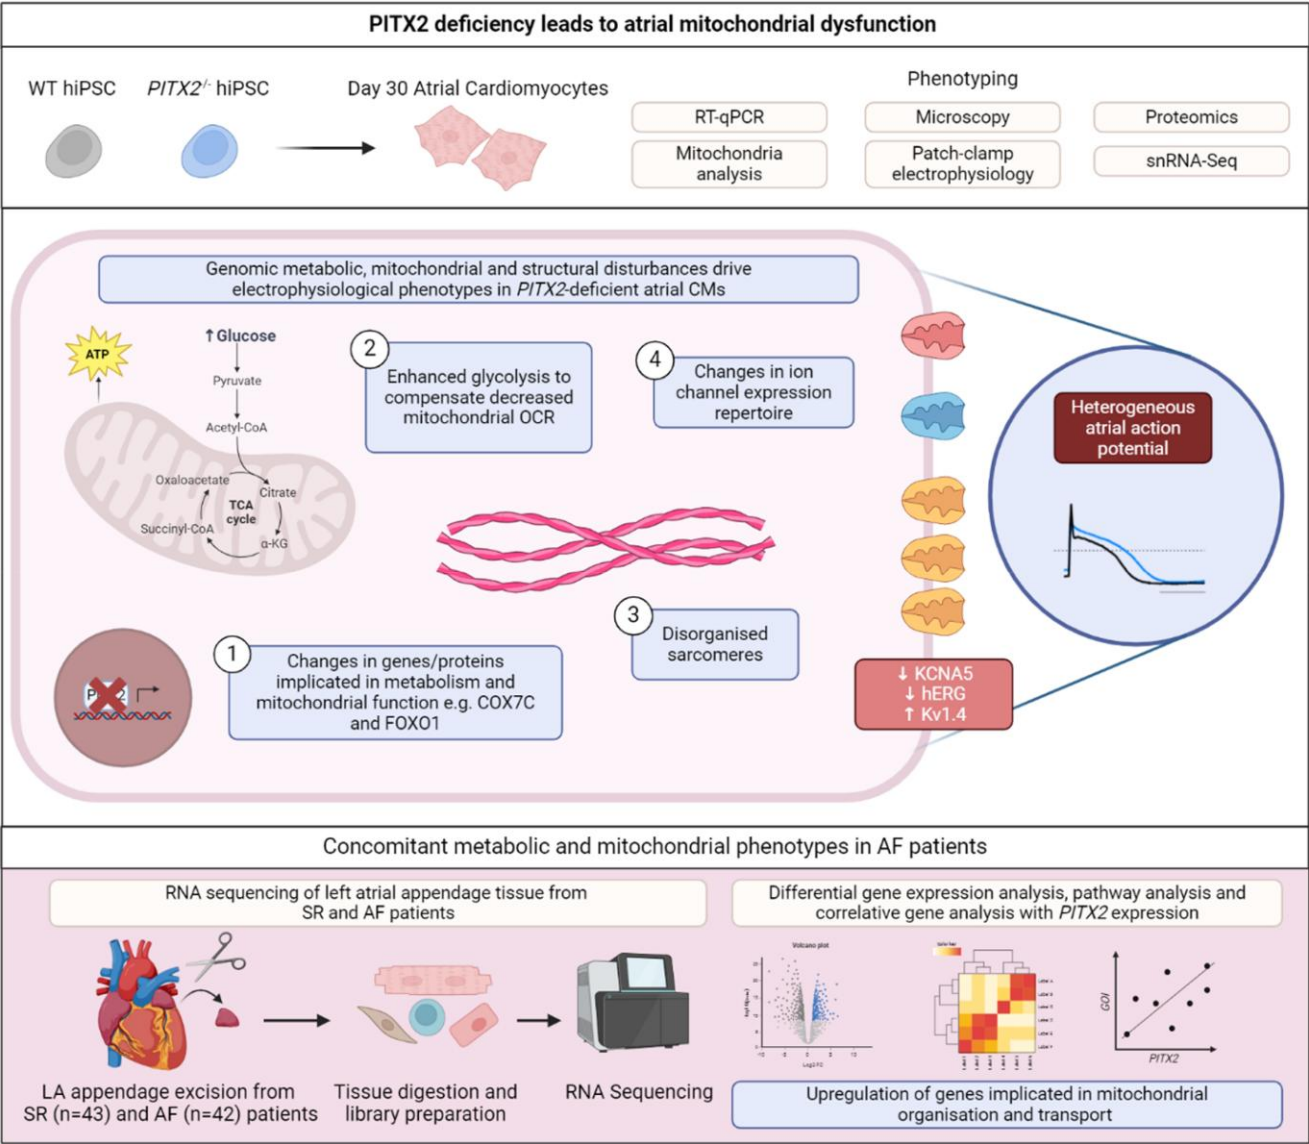 PITX2 deficiency leads to atrial mitochondrial dysfunction
WT hiPSC
PITX2-/- hiPSC
Day 30 Atrial Cardiomyocytes
Phenotyping
RT-qPCR
Microscopy
Proteomics
Mitochondria
analysis
Patch-clamp
electrophysiology
snRNA-Seq
Genomic metabolic, mitochondrial and structural disturbances drive
electrophysiological phenotypes in PITX2-deficient atrial CMs
ATP
↑Glucose
Pyruvate
Acetyl-CoA
Oxaloacetate
Citrate
TCA
cycle
Succinyl-CoA
α-KG
2
Enhanced glycolysis to
compensate decreased
mitochondrial OCR
4
Changes in ion
channel expression
repertoire
Heterogeneous
atrial action
potential
1
Changes in genes/proteins
implicated in metabolism and
mitochondrial function e.g. COX7C
and FOXO1
3
Disorganised
sarcomeres
↓ KCNA5
↓ hERG
↑ Kv1.4
Concomitant metabolic and mitochondrial phenotypes in AF patients
RNA sequencing of left atrial appendage tissue from
SR and AF patients
LA appendage excision from
SR (n=43) and AF (n=42) patients
Tissue digestion and
library preparation
RNA Sequencing
Differential gene expression analysis, pathway analysis and
correlative gene analysis with PITX2 expression
Volcano plot
Log2 FC
GOI
PITX2
Upregulation of genes implicated in mitochondrial
organisation and transport